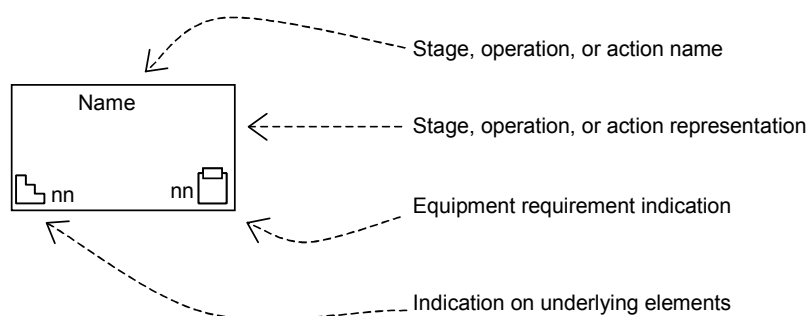 Stage, operation, or action name
Name
Stage, operation, or action representation
nn
nn
Equipment requirement indication
Indication on underlying elements